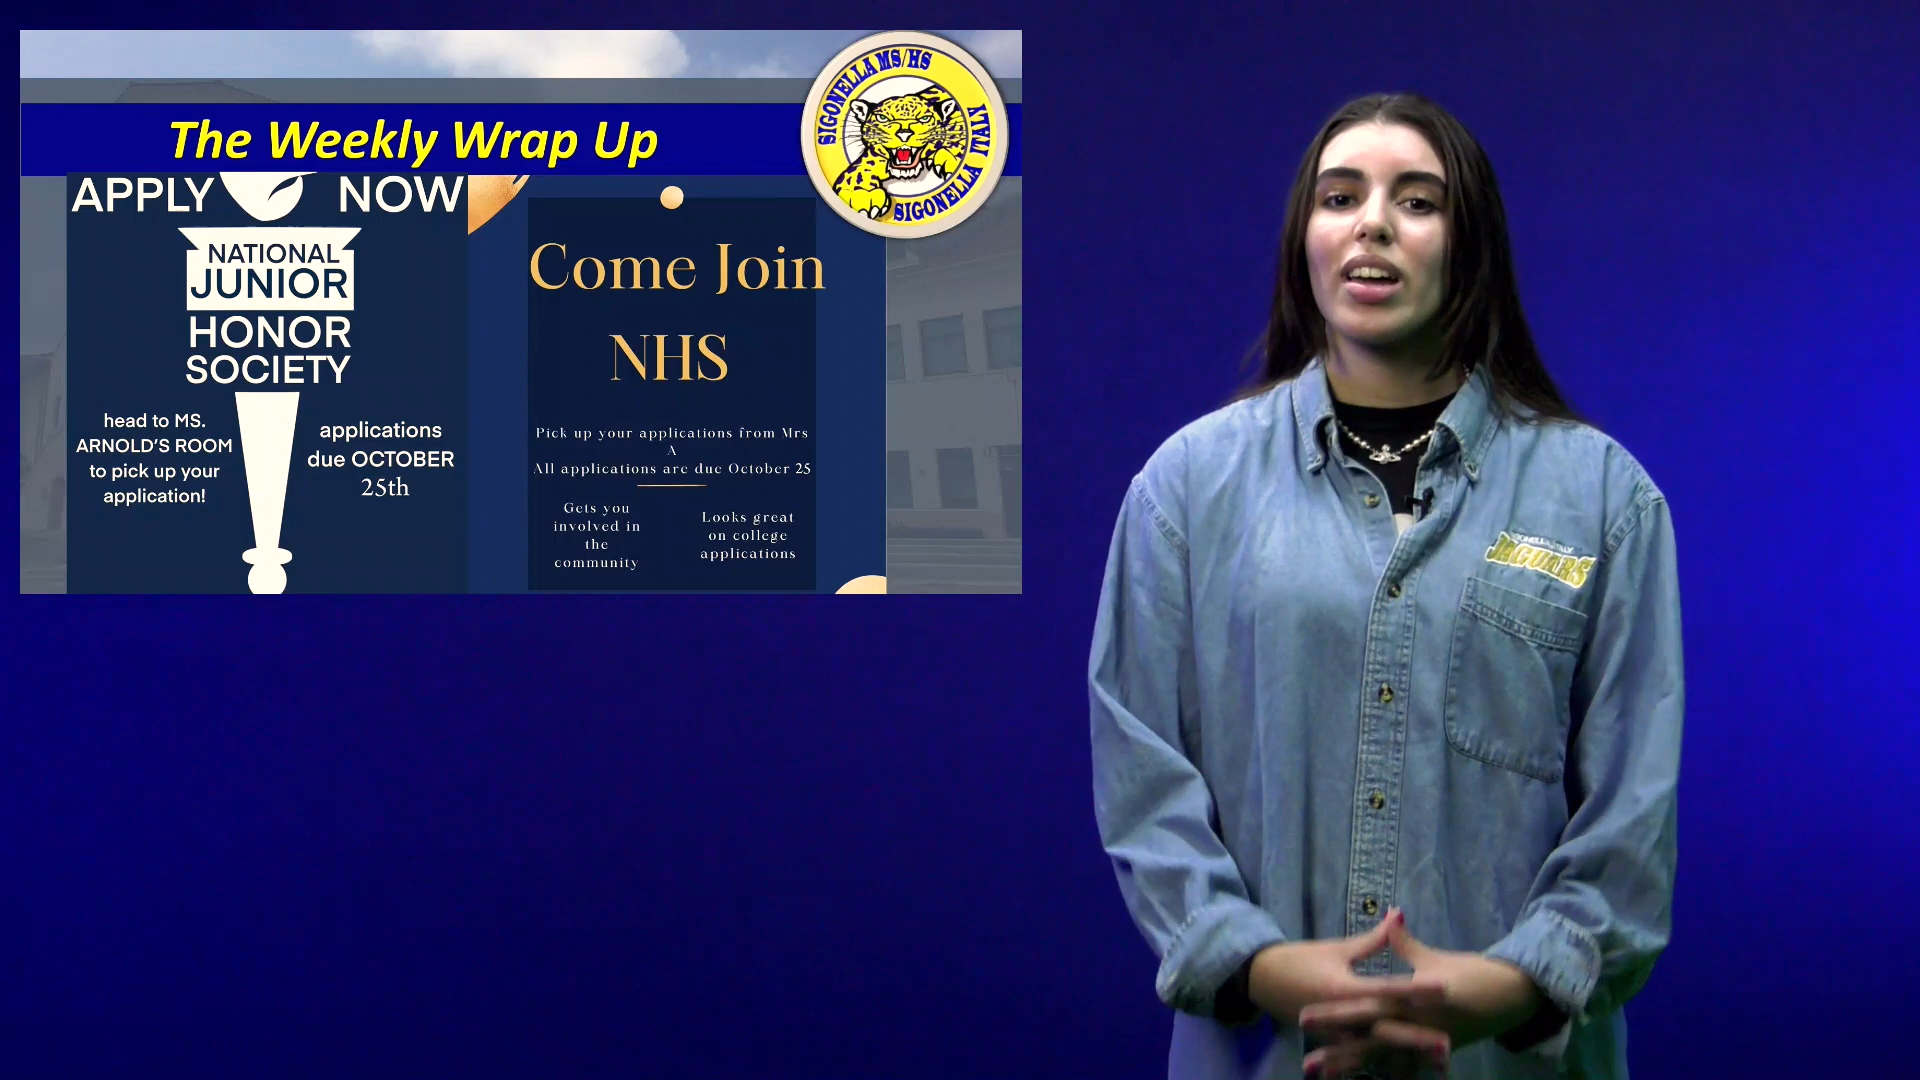 The Weekly Wrap Up
SIGONELLA MS/HS
SIGONELLA ITALY
APPLY NOW
NATIONAL
JUNIOR
HONOR
SOCIETY
head to MS.
ARNOLD'S ROOM
to pick up your
application!
applications
due OCTOBER
25th
Come Join
NHS
Pick up your applications from Mrs
A
All applications are due October 25
Gets you
involved in
the
community
Looks great
on college
applications
JAGUARS